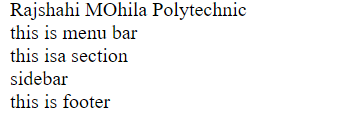 Rajshahi MOhila Polytechnic
this is menu bar
this isa section
sidebar
this is footer